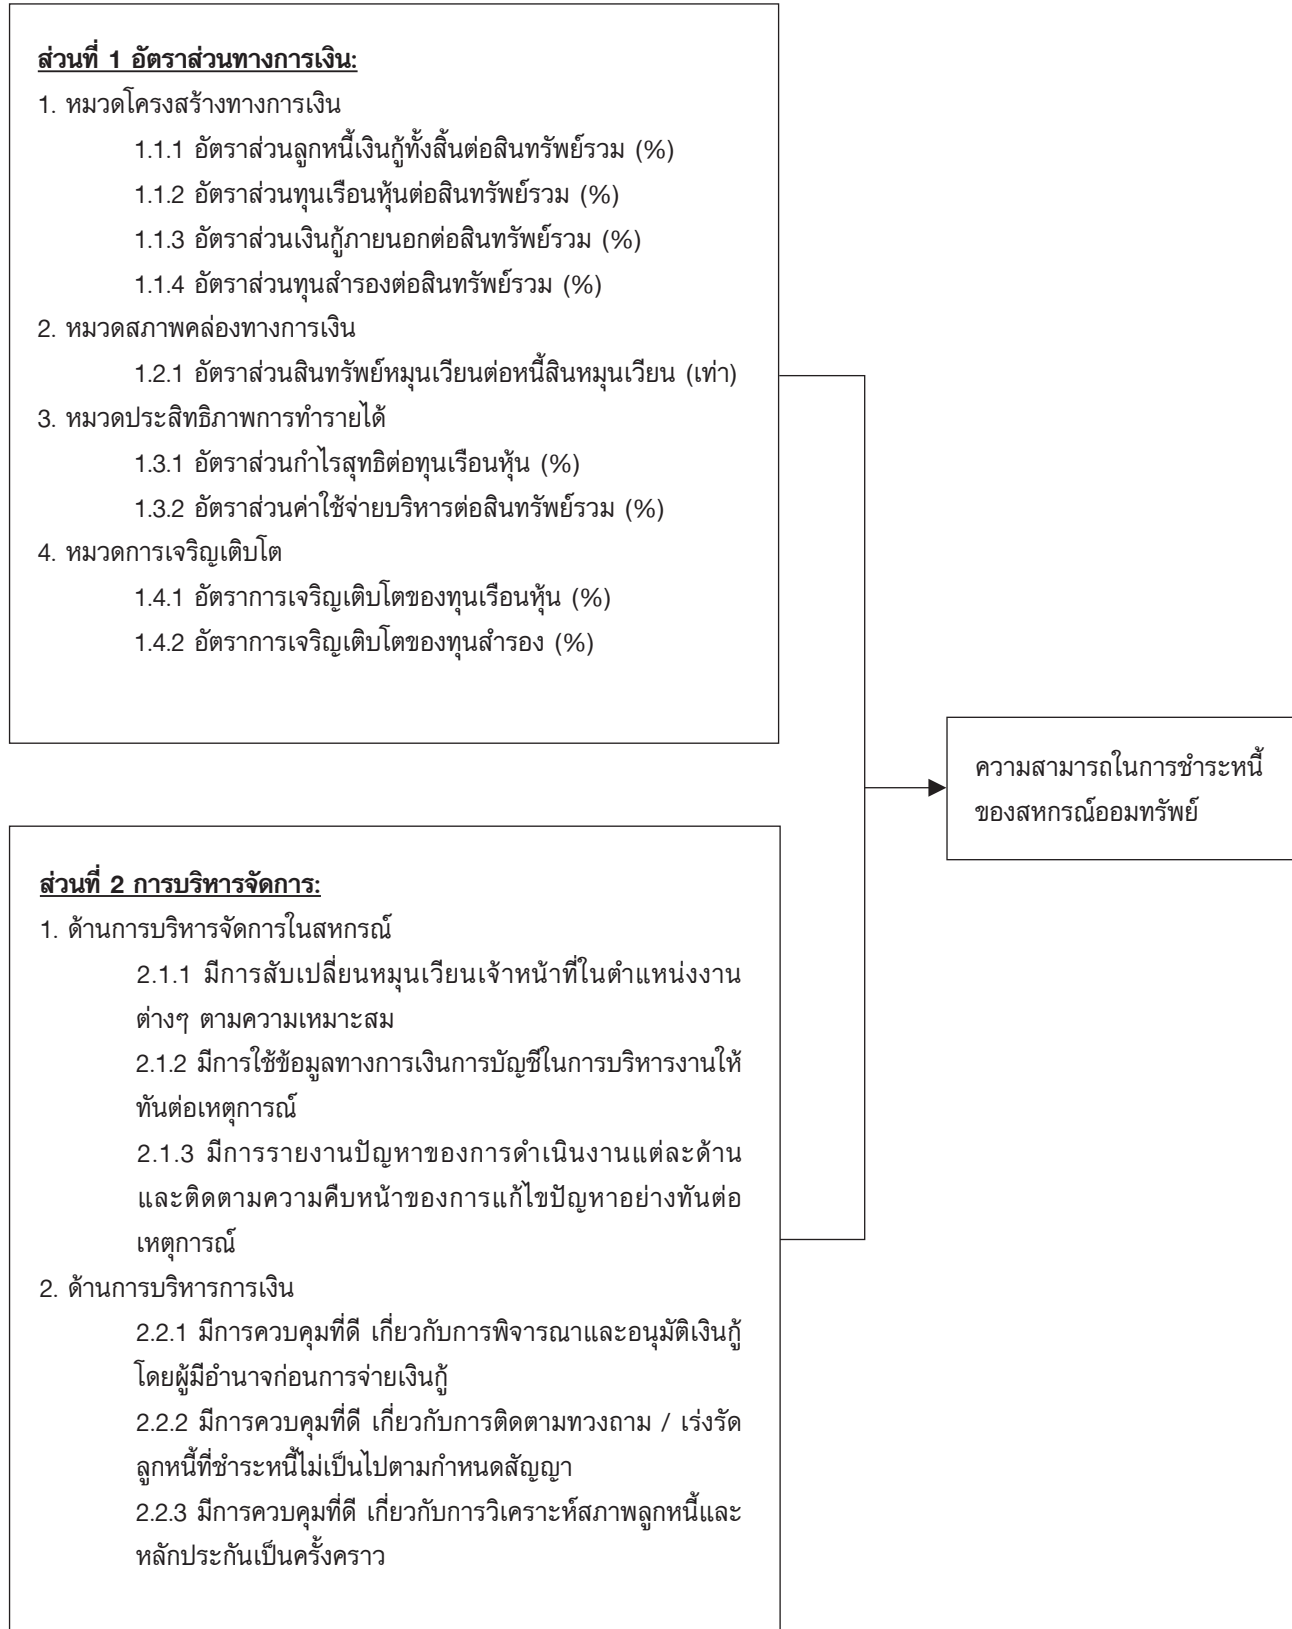 ส่วนที่ 1 อัตราส่วนทางการเงิน:
1. หมวดโครงสร้างทางการเงิน
1.1.1 อัตราส่วนลูกหนี้เงินกู้ทั้งสิ้นต่อสินทรัพย์รวม (%)
1.1.2 อัตราส่วนทุนเรือนหุ้นต่อสินทรัพย์รวม (%)
1.1.3 อัตราส่วนเงินกู้ภายนอกต่อสินทรัพย์รวม (%)
1.1.4 อัตราส่วนทุนสำรองต่อสินทรัพย์รวม (%)
2. หมวดสภาพคล่องทางการเงิน
1.2.1 อัตราส่วนสินทรัพย์หมุนเวียนต่อหนี้สินหมุนเวียน (เท่า)
3. หมวดประสิทธิภาพการทำรายได้
1.3.1 อัตราส่วนกำไรสุทธิต่อทุนเรือนหุ้น (%)
1.3.2 อัตราส่วนค่าใช้จ่ายบริหารต่อสินทรัพย์รวม (%)
4. หมวดการเจริญเติบโต
1.4.1 อัตราการเจริญเติบโตของทุนเรือนหุ้น (%)
1.4.2 อัตราการเจริญเติบโตของทุนสำรอง (%)
ความสามารถในการชำระหนี้
ของสหกรณ์ออมทรัพย์
ส่วนที่ 2 การบริหารจัดการ:
1. ด้านการบริหารจัดการในสหกรณ์
2.1.1 มีการสับเปลี่ยนหมุนเวียนเจ้าหน้าที่ในตำแหน่งงาน
ต่างๆ ตามความเหมาะสม
2.1.2 มีการใช้ข้อมูลทางการเงินการบัญชีในการบริหารงานให้
ทันต่อเหตุการณ์
2.1.3 มีการรายงานปัญหาของการดำเนินงานแต่ละด้าน
และติดตามความคืบหน้าของการแก้ไขปัญหาอย่างทันต่อ
เหตุการณ์
2. ด้านการบริหารการเงิน
2.2.1 มีการควบคุมที่ดี เกี่ยวกับการพิจารณาและอนุมัติเงินกู้
โดยผู้มีอำนาจก่อนการจ่ายเงินกู้
2.2.2 มีการควบคุมที่ดี เกี่ยวกับการติดตามทวงถาม / เร่งรัด
ลูกหนี้ที่ชำระหนี้ไม่เป็นไปตามกำหนดสัญญา
2.2.3 มีการควบคุมที่ดี เกี่ยวกับการวิเคราะห์สภาพลูกหนี้และ
หลักประกันเป็นครั้งคราว